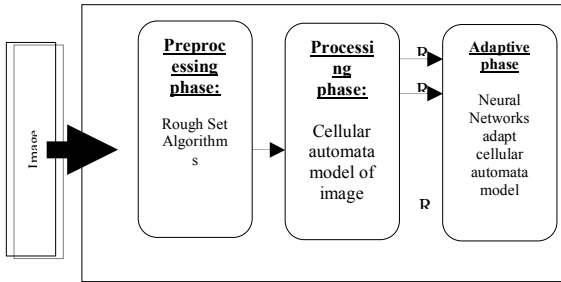 Image
Preproc
essing
phase:
Rough Set
Algorithm
s
Processi
ng
phase:
Cellular
automata
model of
image
R
R
R
Adaptive
phase
Neural
Networks
adapt
cellular
automata
model